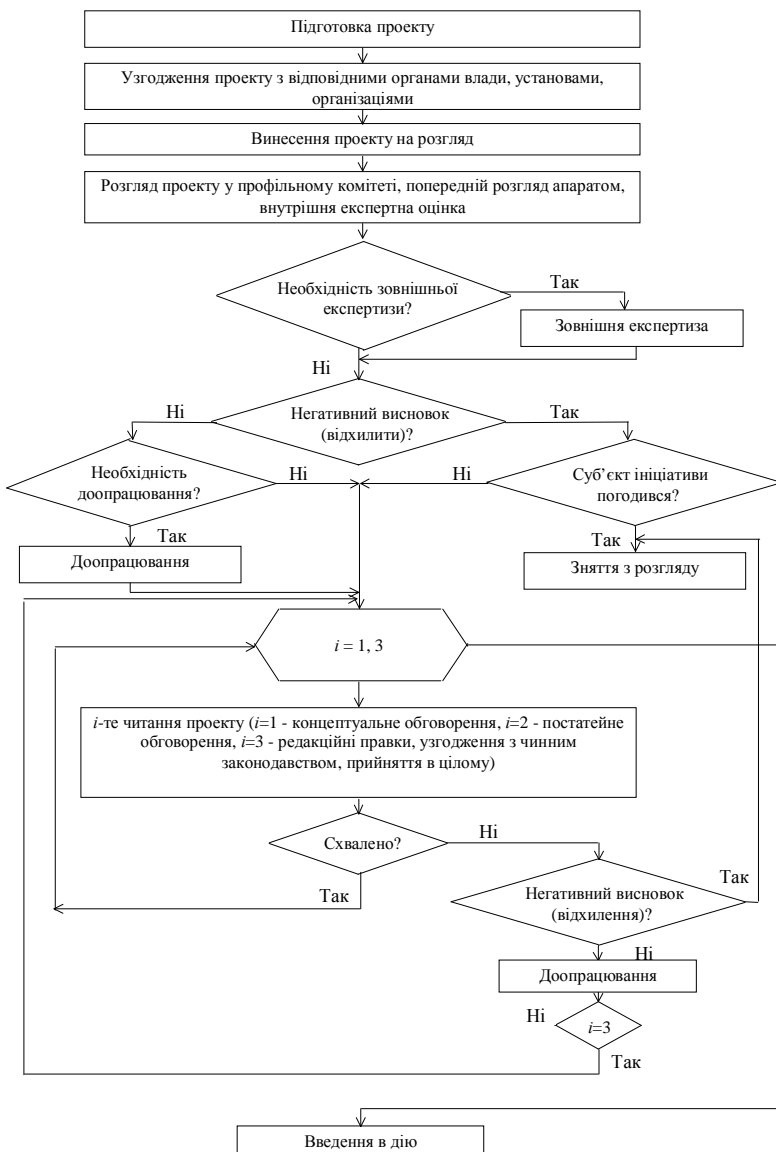 Підготовка проекту
Узгодження проекту з відповідними органами влади, установами,
організаціями
Винесення проекту на розгляд
Розгляд проекту у профільному комітеті, попередній розгляд апаратом,
внутрішня експертна оцінка
Необхідність зовнішньої
експертизи?
Так
Зовнішня експертиза
Ні
Негативний висновок
(відхилити)?
Ні
Так
Необхідність
доопрацювання?
Ні
Ні
Суб’єкт ініціативи
погодився?
Так
Доопрацювання
Так
Зняття з розгляду
i = 1, 3
i-те читання проекту (i=1 - концептуальне обговорення, i=2 - постатейне
обговорення, i=3 - редакційні правки, узгодження з чинним
законодавством, прийняття в цілому)
Схвалено?
Ні
Так
Негативний висновок
(відхилення)?
Так
Ні
Доопрацювання
Ні
i=3
Так
Введення в дію